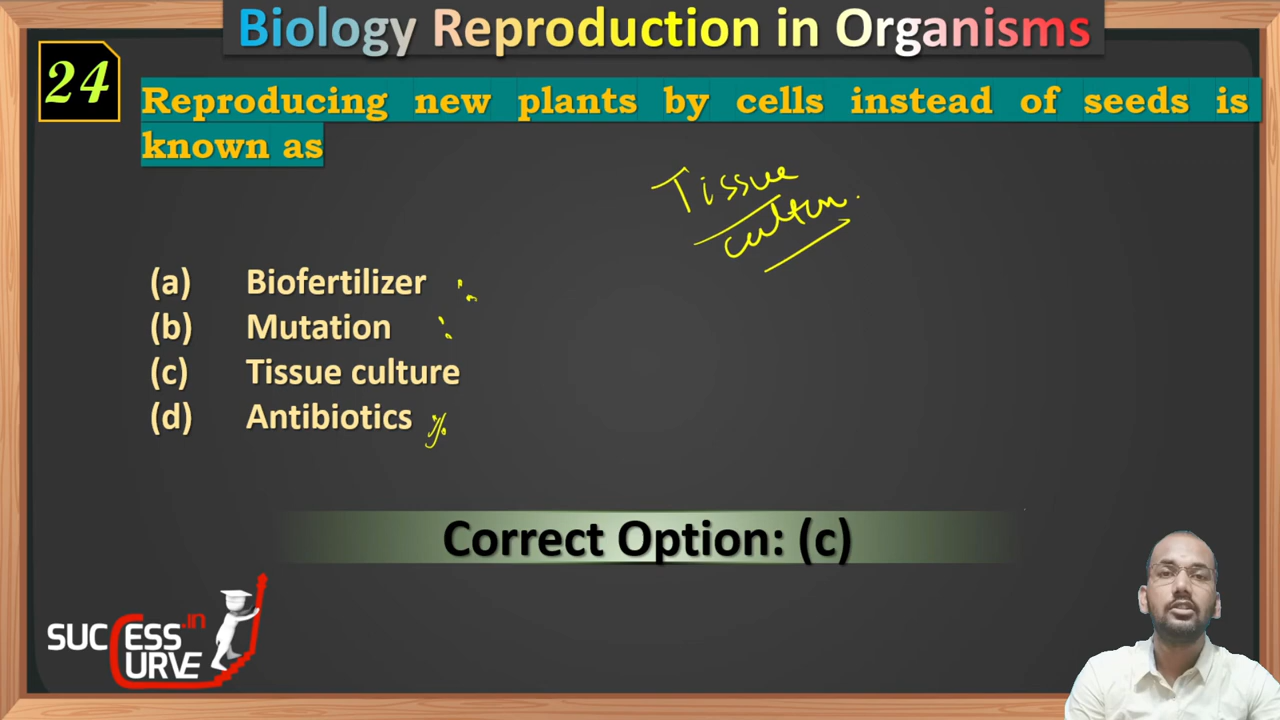 Biology Reproduction in Organisms
24
Reproducing new plants by cells instead of seeds is
known as
Tissue
culture
(a) Biofertilizer
(b) Mutation
(c) Tissue culture
(d) Antibiotics
Correct Option: (c)
SUCCESS.in
CURVE